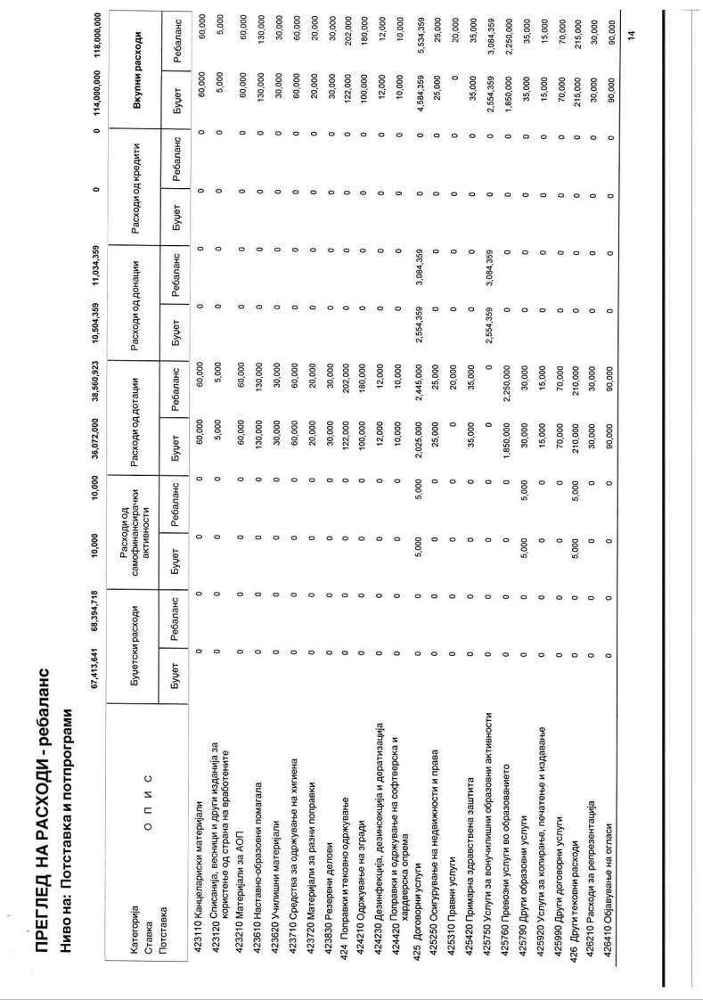 ПРЕГЛЕД НА РАСХОДИ - ребаланс
Ниво на: Потставка и потпрограми
67,413,641 68,394,718 10,000 10,000 36,072,000 38,560,923 10,504,359 11,034,359 0 0 114,000,000 118,000,000
Категорија
Ставка
Потставка
О П И С
Буџетски расходи
Расходи од
самофинансирачки
активности
Расходи од дотации
Расходи од донации
Расходи од кредити
Вкупни расходи
Буџет Ребаланс Буџет Ребаланс Буџет Ребаланс Буџет Ребаланс Буџет Ребаланс Буџет Ребаланс
423110 Канцелариски материјали 0 0 0 0 60,000 60,000 0 0 0 0 60,000 60,000
423120 Списанија, весници и други изданија за 0 0 0 0 5,000 5,000 0 0 0 0 5,000 5,000
користење од страна на вработените
423210 Материјали за АОП 0 0 0 0 60,000 60,000 0 0 0 0 60,000 60,000
423610 Наставно-образовни помагала 0 0 0 0 130,000 130,000 0 0 0 0 130,000 130,000
423620 Училишни материјали 0 0 0 0 30,000 30,000 0 0 0 0 30,000 30,000
423710 Средства за одржување на хигиена 0 0 0 0 60,000 60,000 0 0 0 0 60,000 60,000
423720 Материјали за разни поправки 0 0 0 0 20,000 20,000 0 0 0 0 20,000 20,000
423830 Резервни делови 0 0 0 0 30,000 30,000 0 0 0 0 30,000 30,000
424 Поправки и тековно одржување 0 0 0 0 122,000 202,000 0 0 0 0 122,000 202,000
424210 Одржување на згради 0 0 0 0 100,000 180,000 0 0 0 0 100,000 180,000
424230 Дезинфекција, дезинсекција и дератизација 0 0 0 0 12,000 12,000 0 0 0 0 12,000 12,000
424420 Поправки и одржување на софтверска и 0 0 0 0 10,000 10,000 0 0 0 0 10,000 10,000
хардверска опрема
425 Договорни услуги 0 0 5,000 5,000 2,025,000 2,445,000 2,554,359 3,084,359 0 0 4,584,359 5,534,359
425250 Осигурување на недвижности и права 0 0 0 0 25,000 25,000 0 0 0 0 25,000 25,000
425310 Правни услуги 0 0 0 0 0 20,000 0 0 0 0 0 20,000
425420 Примарна здравствена заштита 0 0 0 0 35,000 35,000 0 0 0 0 35,000 35,000
425750 Услуги за вонучилишни образовни активности 0 0 0 0 0 0 2,554,359 3,084,359 0 0 2,554,359 3,084,359
425760 Превозни услуги во образованието 0 0 0 0 1,850,000 2,250,000 0 0 0 0 1,850,000 2,250,000
425790 Други образовни услуги 0 0 5,000 5,000 30,000 30,000 0 0 0 0 35,000 35,000
425920 Услуги за копирање, печатење и издавање 0 0 0 0 15,000 15,000 0 0 0 0 15,000 15,000
425990 Други договорни услуги 0 0 0 0 70,000 70,000 0 0 0 0 70,000 70,000
426 Други тековни расходи 0 0 5,000 5,000 210,000 210,000 0 0 0 0 215,000 215,000
426210 Расходи за репрезентација 0 0 0 0 30,000 30,000 0 0 0 0 30,000 30,000
426410 Објавување на огласи 0 0 0 0 90,000 90,000 0 0 0 0 90,000 90,000
14